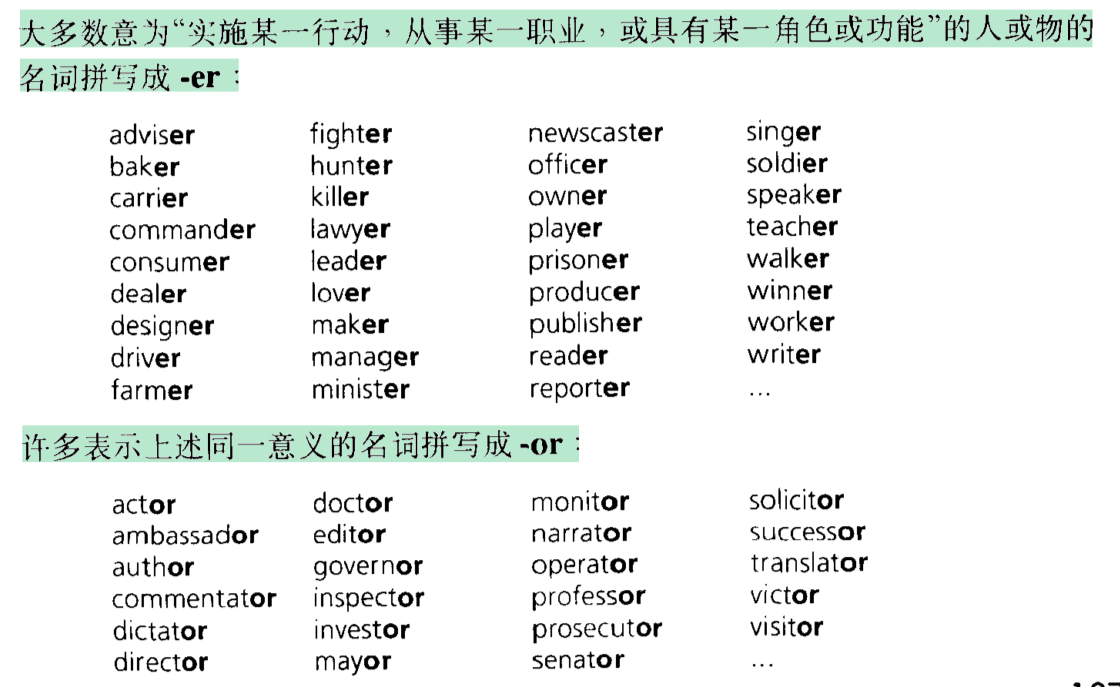 大多数意为“实施某一行动，从事某一职业，或具有某一角色或功能”的人或物的
名词拼写成 -er：
adviser fighter newscaster singer
baker hunter officer soldier
carrier killer owner speaker
commander lawyer player teacher
consumer leader prisoner walker
dealer lover producer winner
designer maker publisher worker
driver manager reader writer
farmer minister reporter ...
许多表示上述同一意义的名词拼写成 -or：
actor doctor monitor solicitor
ambassador editor narrator successor
author governor operator translator
commentator inspector professor victor
dictator investor prosecutor visitor
director mayor senator ...